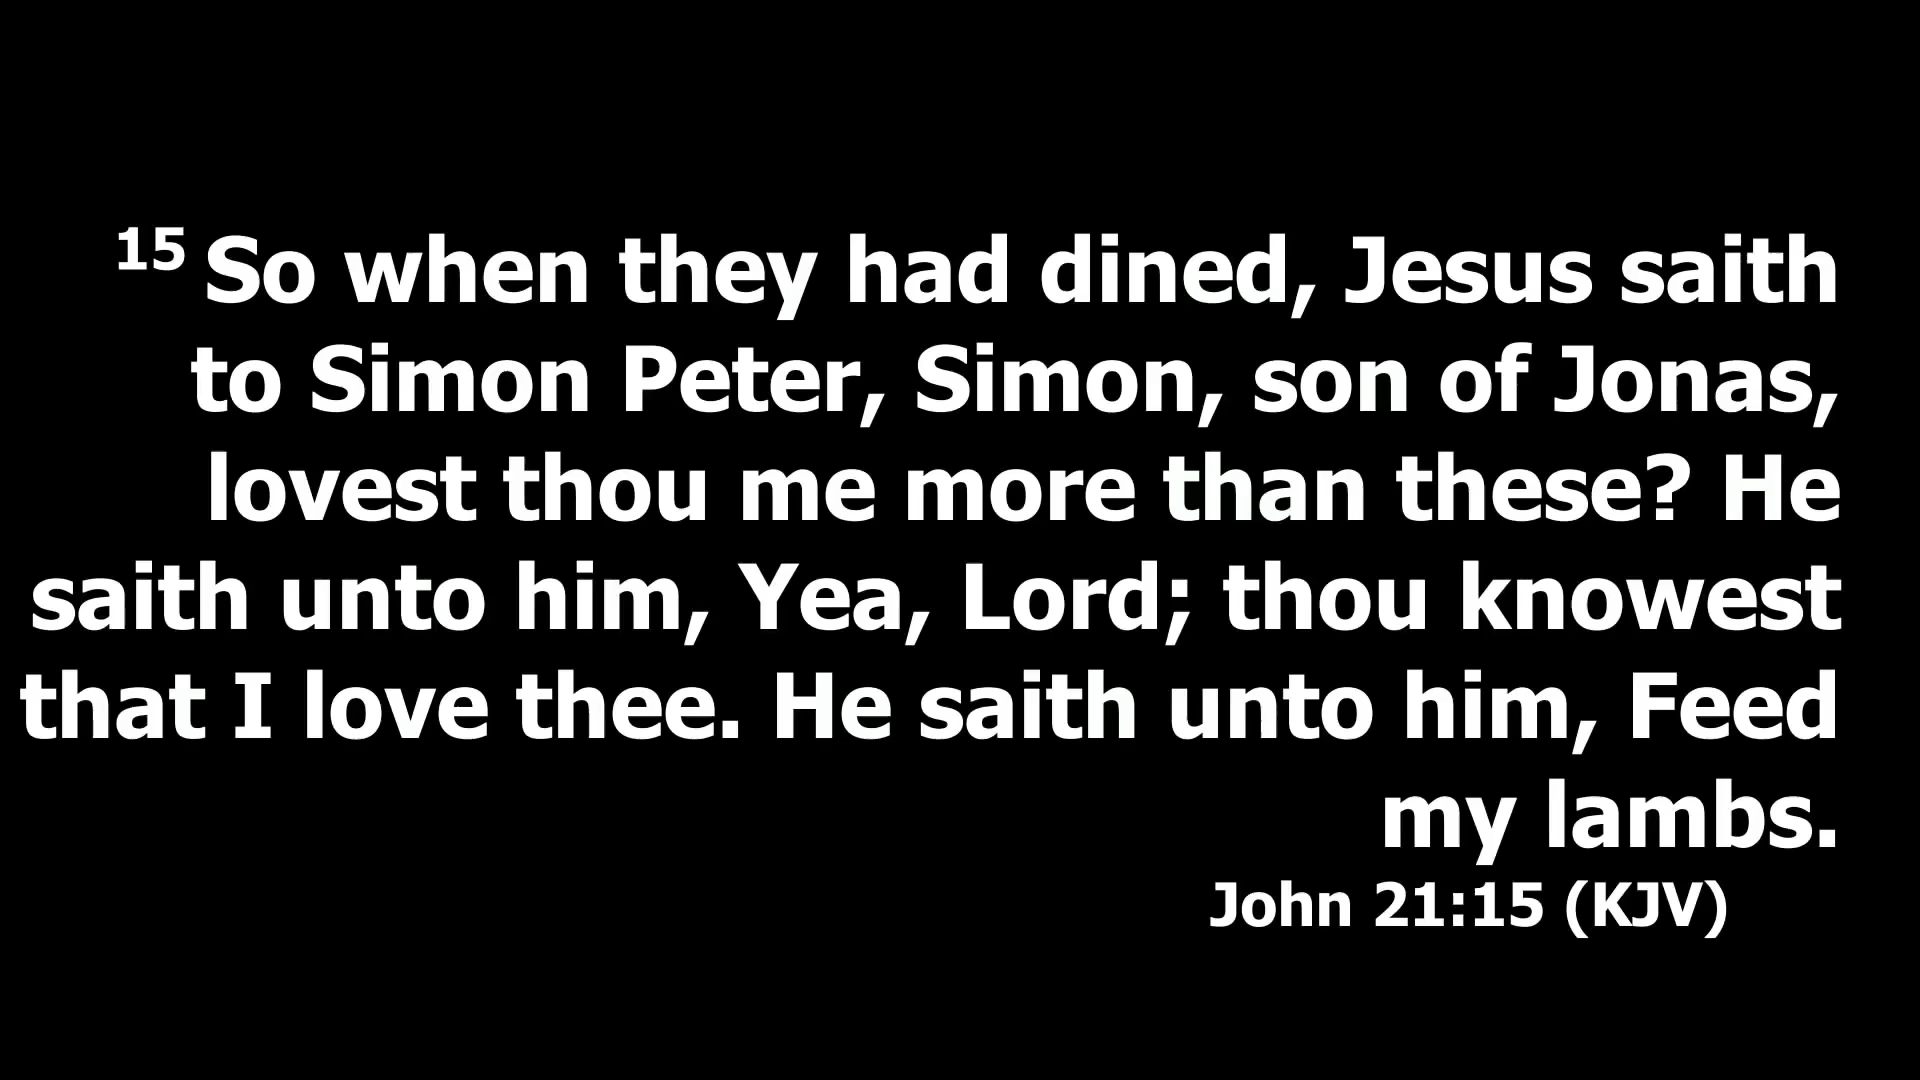 15 So when they had dined, Jesus saith
to Simon Peter, Simon, son of Jonas,
lovest thou me more than these? He
saith unto him, Yea, Lord; thou knowest
that I love thee. He saith unto him, Feed
my lambs.
John 21:15 (KJV)